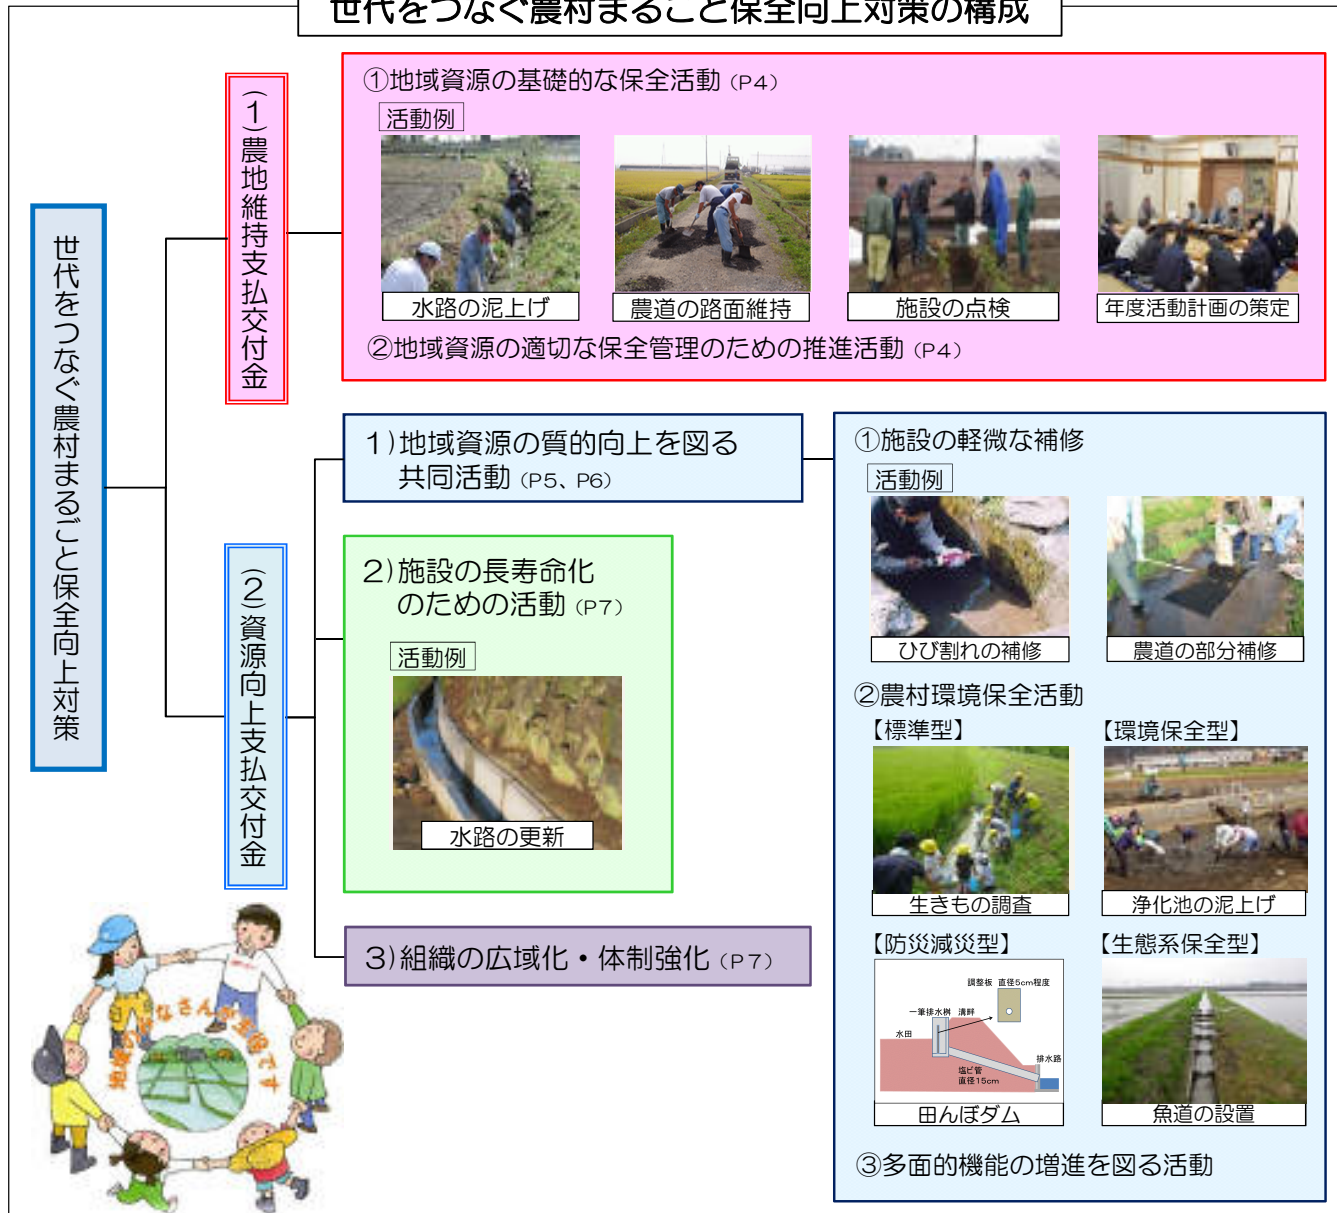 世代をつなぐ農村まるごと保全向上対策の構成
世代をつなぐ農村まるごと保全向上対策
(1)農地維持支払交付金
①地域資源の基礎的な保全活動(P4)
活動例
水路の泥上げ
農道の路面維持
施設の点検
年度活動計画の策定
②地域資源の適切な保全管理のための推進活動(P4)
(2)資源向上支払交付金
1)地域資源の質的向上を図る
共同活動(P5、P6)
2)施設の長寿命化
のための活動(P7)
活動例
水路の更新
3)組織の広域化・体制強化(P7)
①施設の軽微な補修
活動例
ひび割れの補修
農道の部分補修
②農村環境保全活動
【標準型】
【環境保全型】
生きもの調査
浄化池の泥上げ
【防災減災型】
【生態系保全型】
調整板 直径5cm程度
一筆排水桝 溝畔
水田
排水路
塩ビ管
直径15cm
田んぼダム
魚道の設置
③多面的機能の増進を図る活動